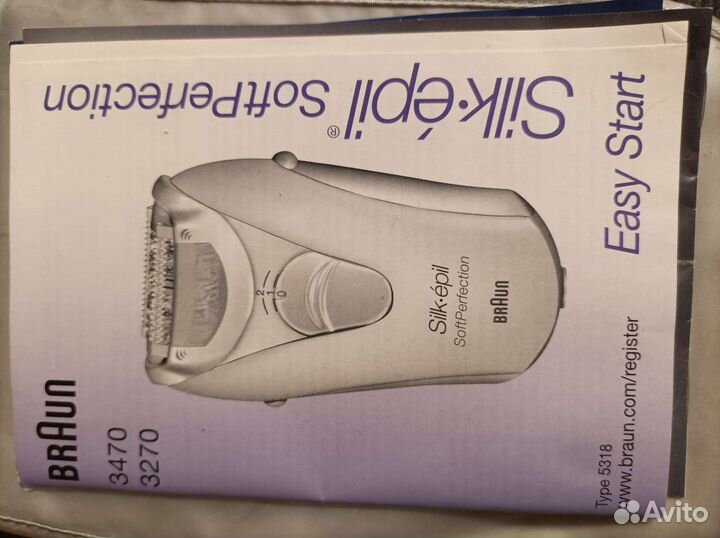 BRAUN
3470
3270
Silk·épil® SoftPerfection
2
1
0
Silk·épil
SoftPerfection
BRAUN
Easy Start
Type 5318
www.braun.com/register
Avito